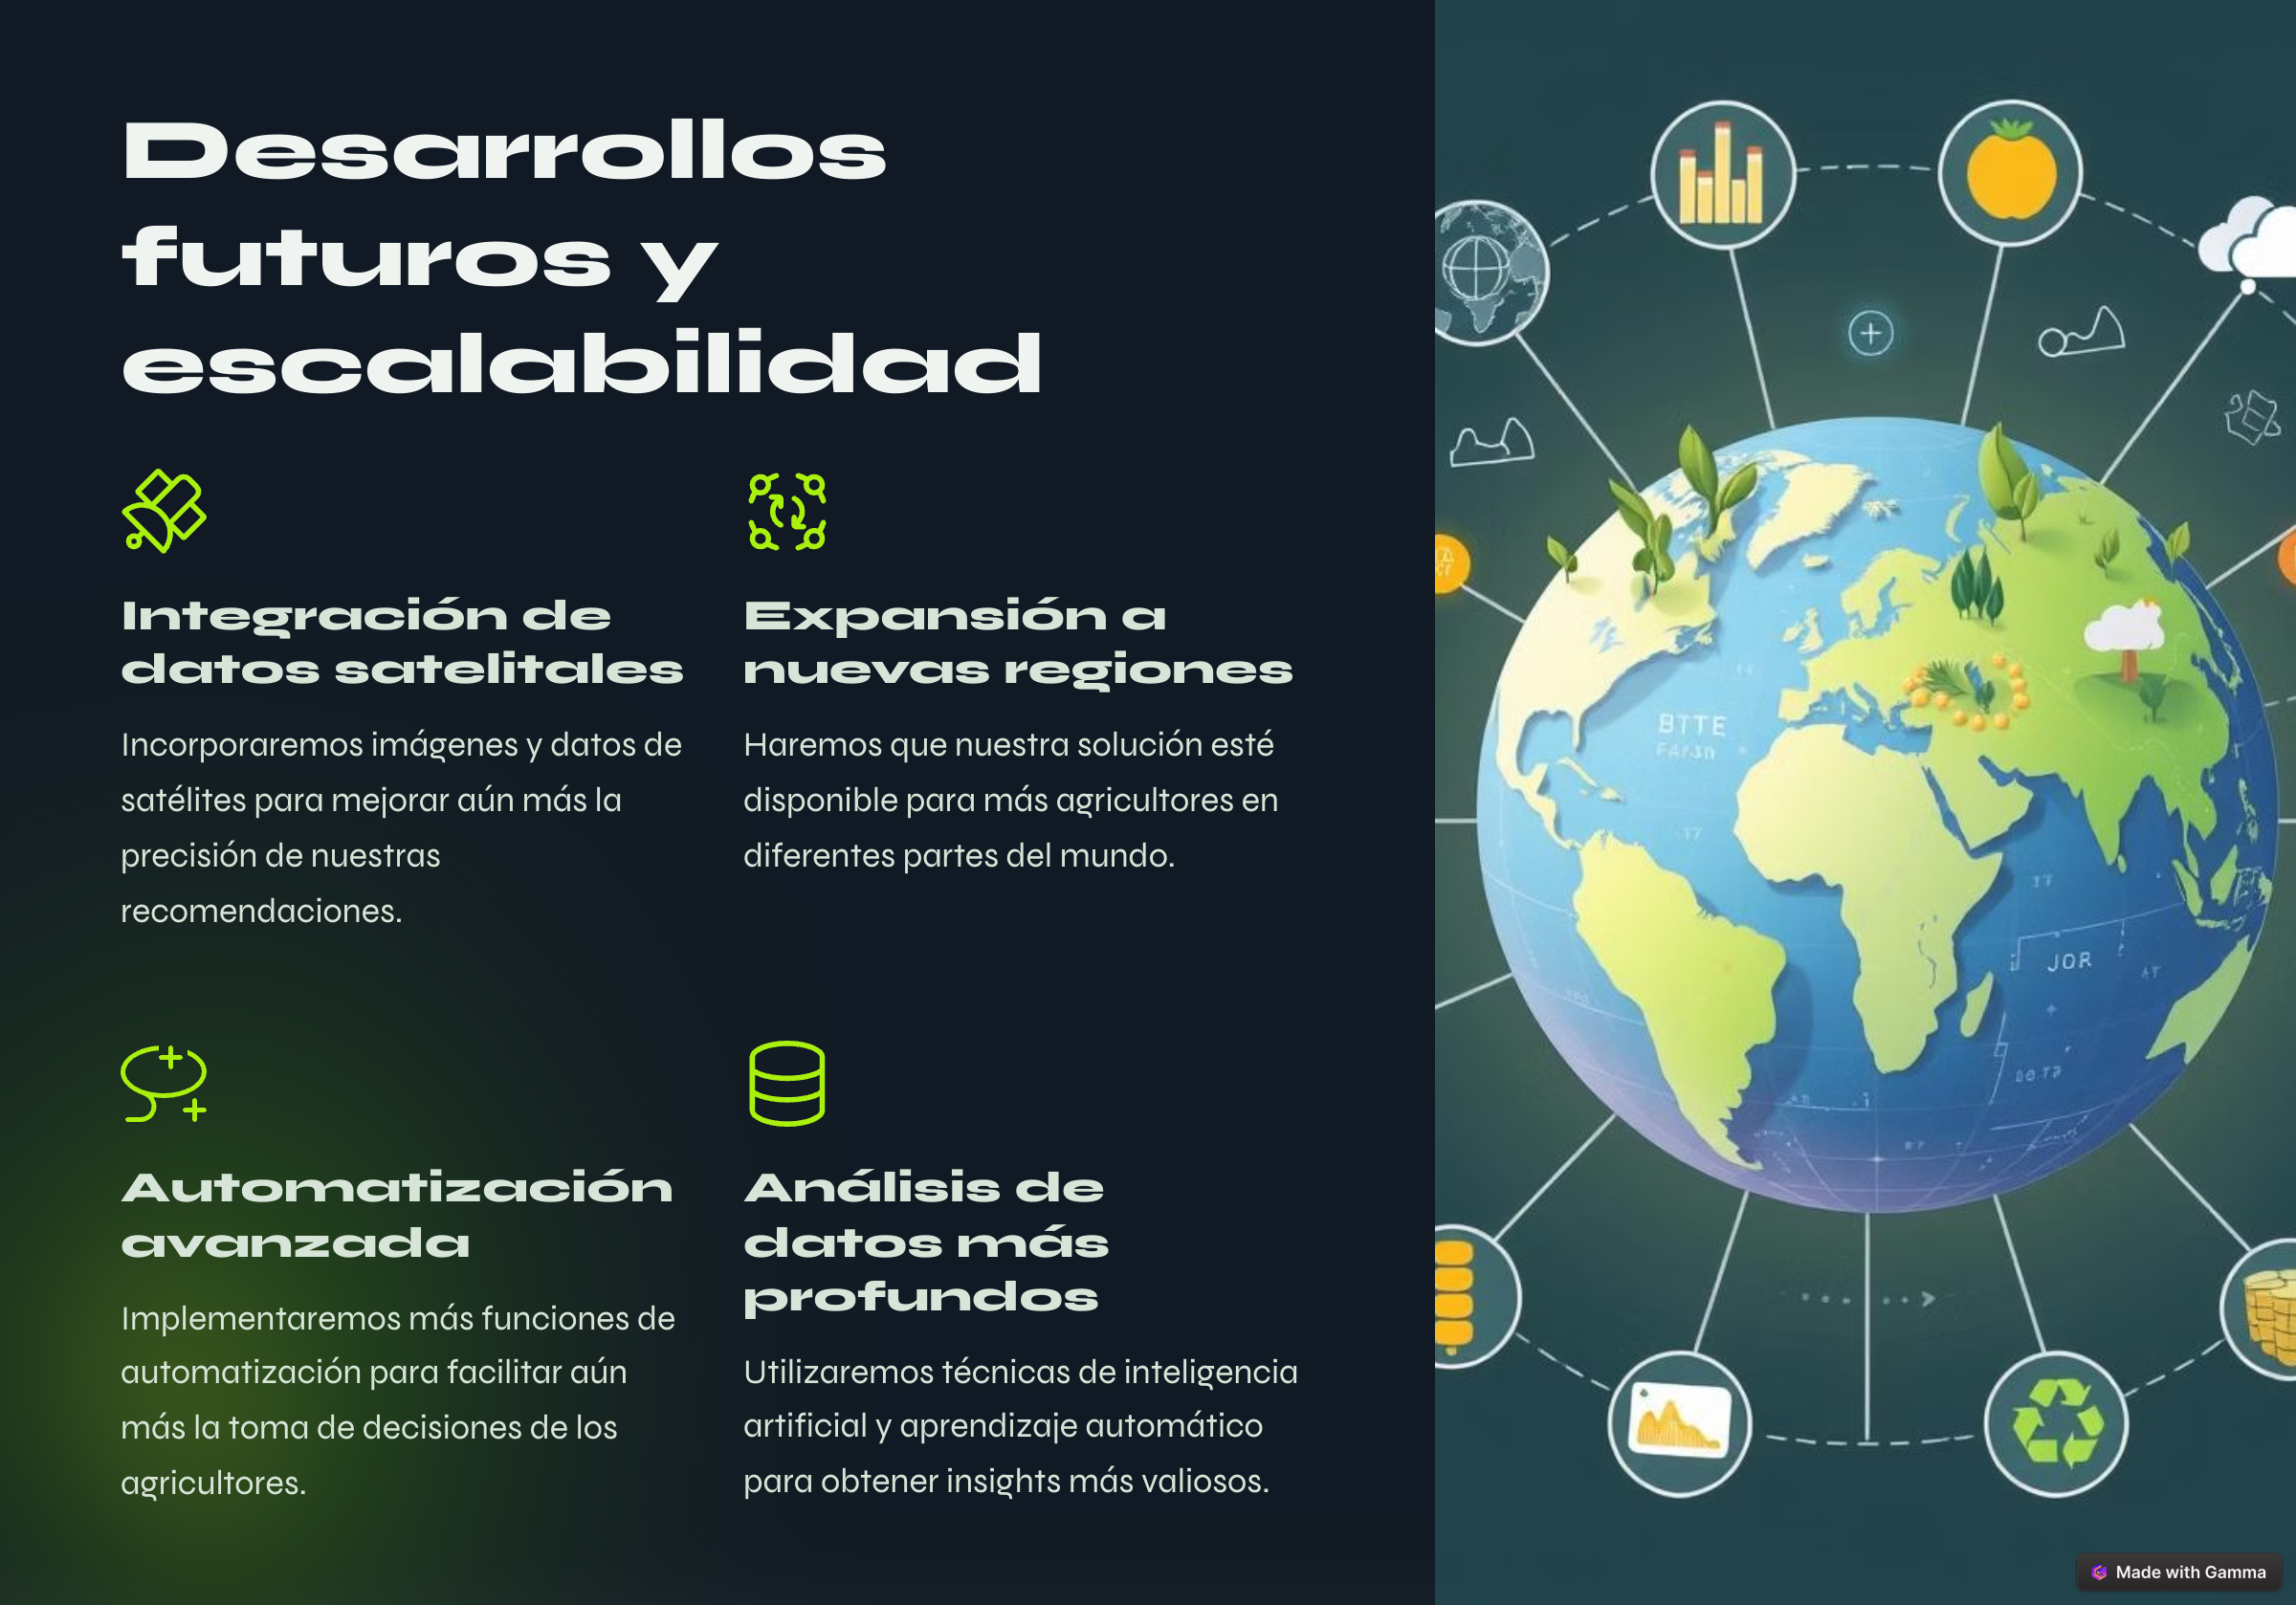 Desarrollos
futuros y
escalabilidad
Integración de
datos satelitales
Incorporaremos imágenes y datos de
satélites para mejorar aún más la
precisión de nuestras
recomendaciones.
Expansión a
nuevas regiones
Haremos que nuestra solución esté
disponible para más agricultores en
diferentes partes del mundo.
Automatización
avanzada
Implementaremos más funciones de
automatización para facilitar aún
más la toma de decisiones de los
agricultores.
Análisis de
datos más
profundos
Utilizaremos técnicas de inteligencia
artificial y aprendizaje automático
para obtener insights más valiosos.
BTTE
JOR
Made with Gamma